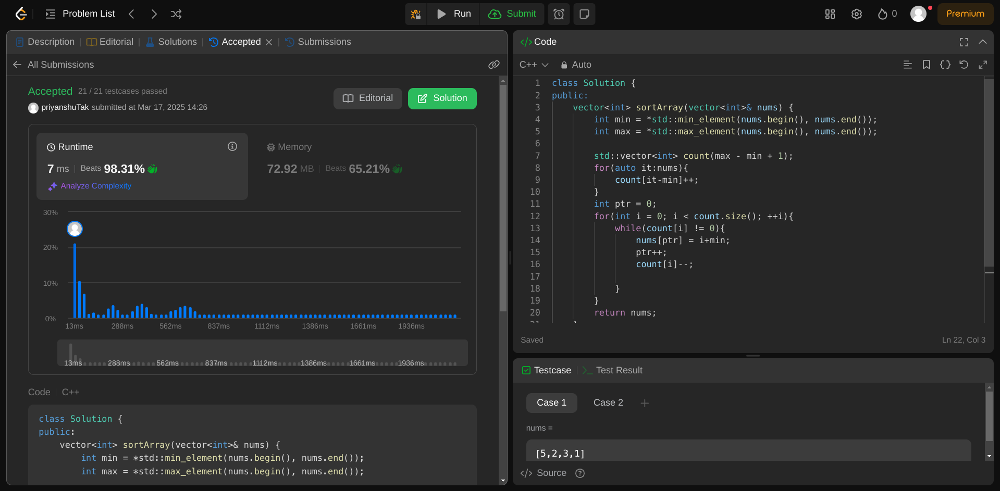 Problem List
Run
Submit
0
Premium
Description
Editorial
Solutions
Accepted
Submissions
All Submissions
Accepted 21 / 21 testcases passed
priyanshuTak submitted at Mar 17, 2025 14:26
Editorial
Solution
Runtime
7 ms | Beats 98.31%
Analyze Complexity
Memory
72.92 MB | Beats 65.21%
30%
20%
10%
0%
13ms 288ms 562ms 837ms 1112ms 1386ms 1661ms 1936ms
13ms 288ms 562ms 837ms 1112ms 1386ms 1661ms 1936ms
Code | C++
class Solution {
public:
    vector<int> sortArray(vector<int>& nums) {
        int min = *std::min_element(nums.begin(), nums.end());
        int max = *std::max_element(nums.begin(), nums.end());
</> Code
C++
Auto
1 class Solution {
2 public:
3     vector<int> sortArray(vector<int>& nums) {
4         int min = *std::min_element(nums.begin(), nums.end());
5         int max = *std::max_element(nums.begin(), nums.end());
6
7         std::vector<int> count(max - min + 1);
8         for(auto it:nums){
9             count[it-min]++;
10         }
11         int ptr = 0;
12         for(int i = 0; i < count.size(); ++i){
13             while(count[i] != 0){
14                 nums[ptr] = i+min;
15                 ptr++;
16                 count[i]--;
17
18             }
19         }
20         return nums;
21     }
Saved
Ln 22, Col 3
Testcase
Test Result
Case 1
Case 2
nums =
[5,2,3,1]
</> Source